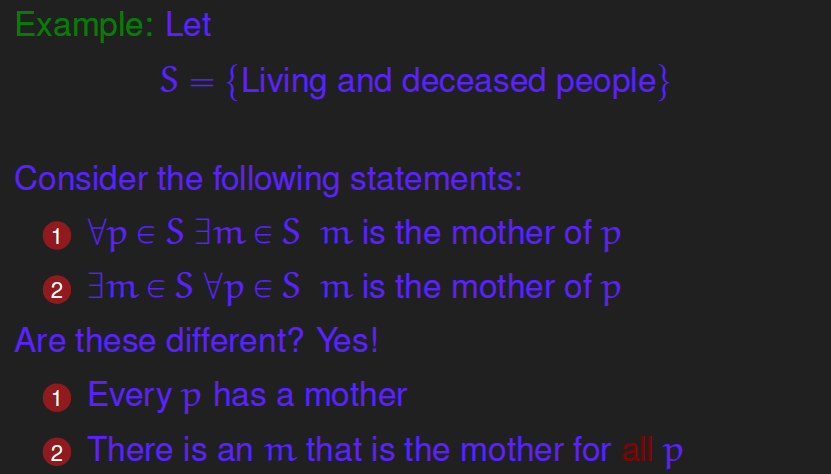 Example: Let
S = {Living and deceased people}
Consider the following statements:
1 ∀p ∈ S ∃m ∈ S m is the mother of p
2 ∃m ∈ S ∀p ∈ S m is the mother of p
Are these different? Yes!
1 Every p has a mother
2 There is an m that is the mother for all p